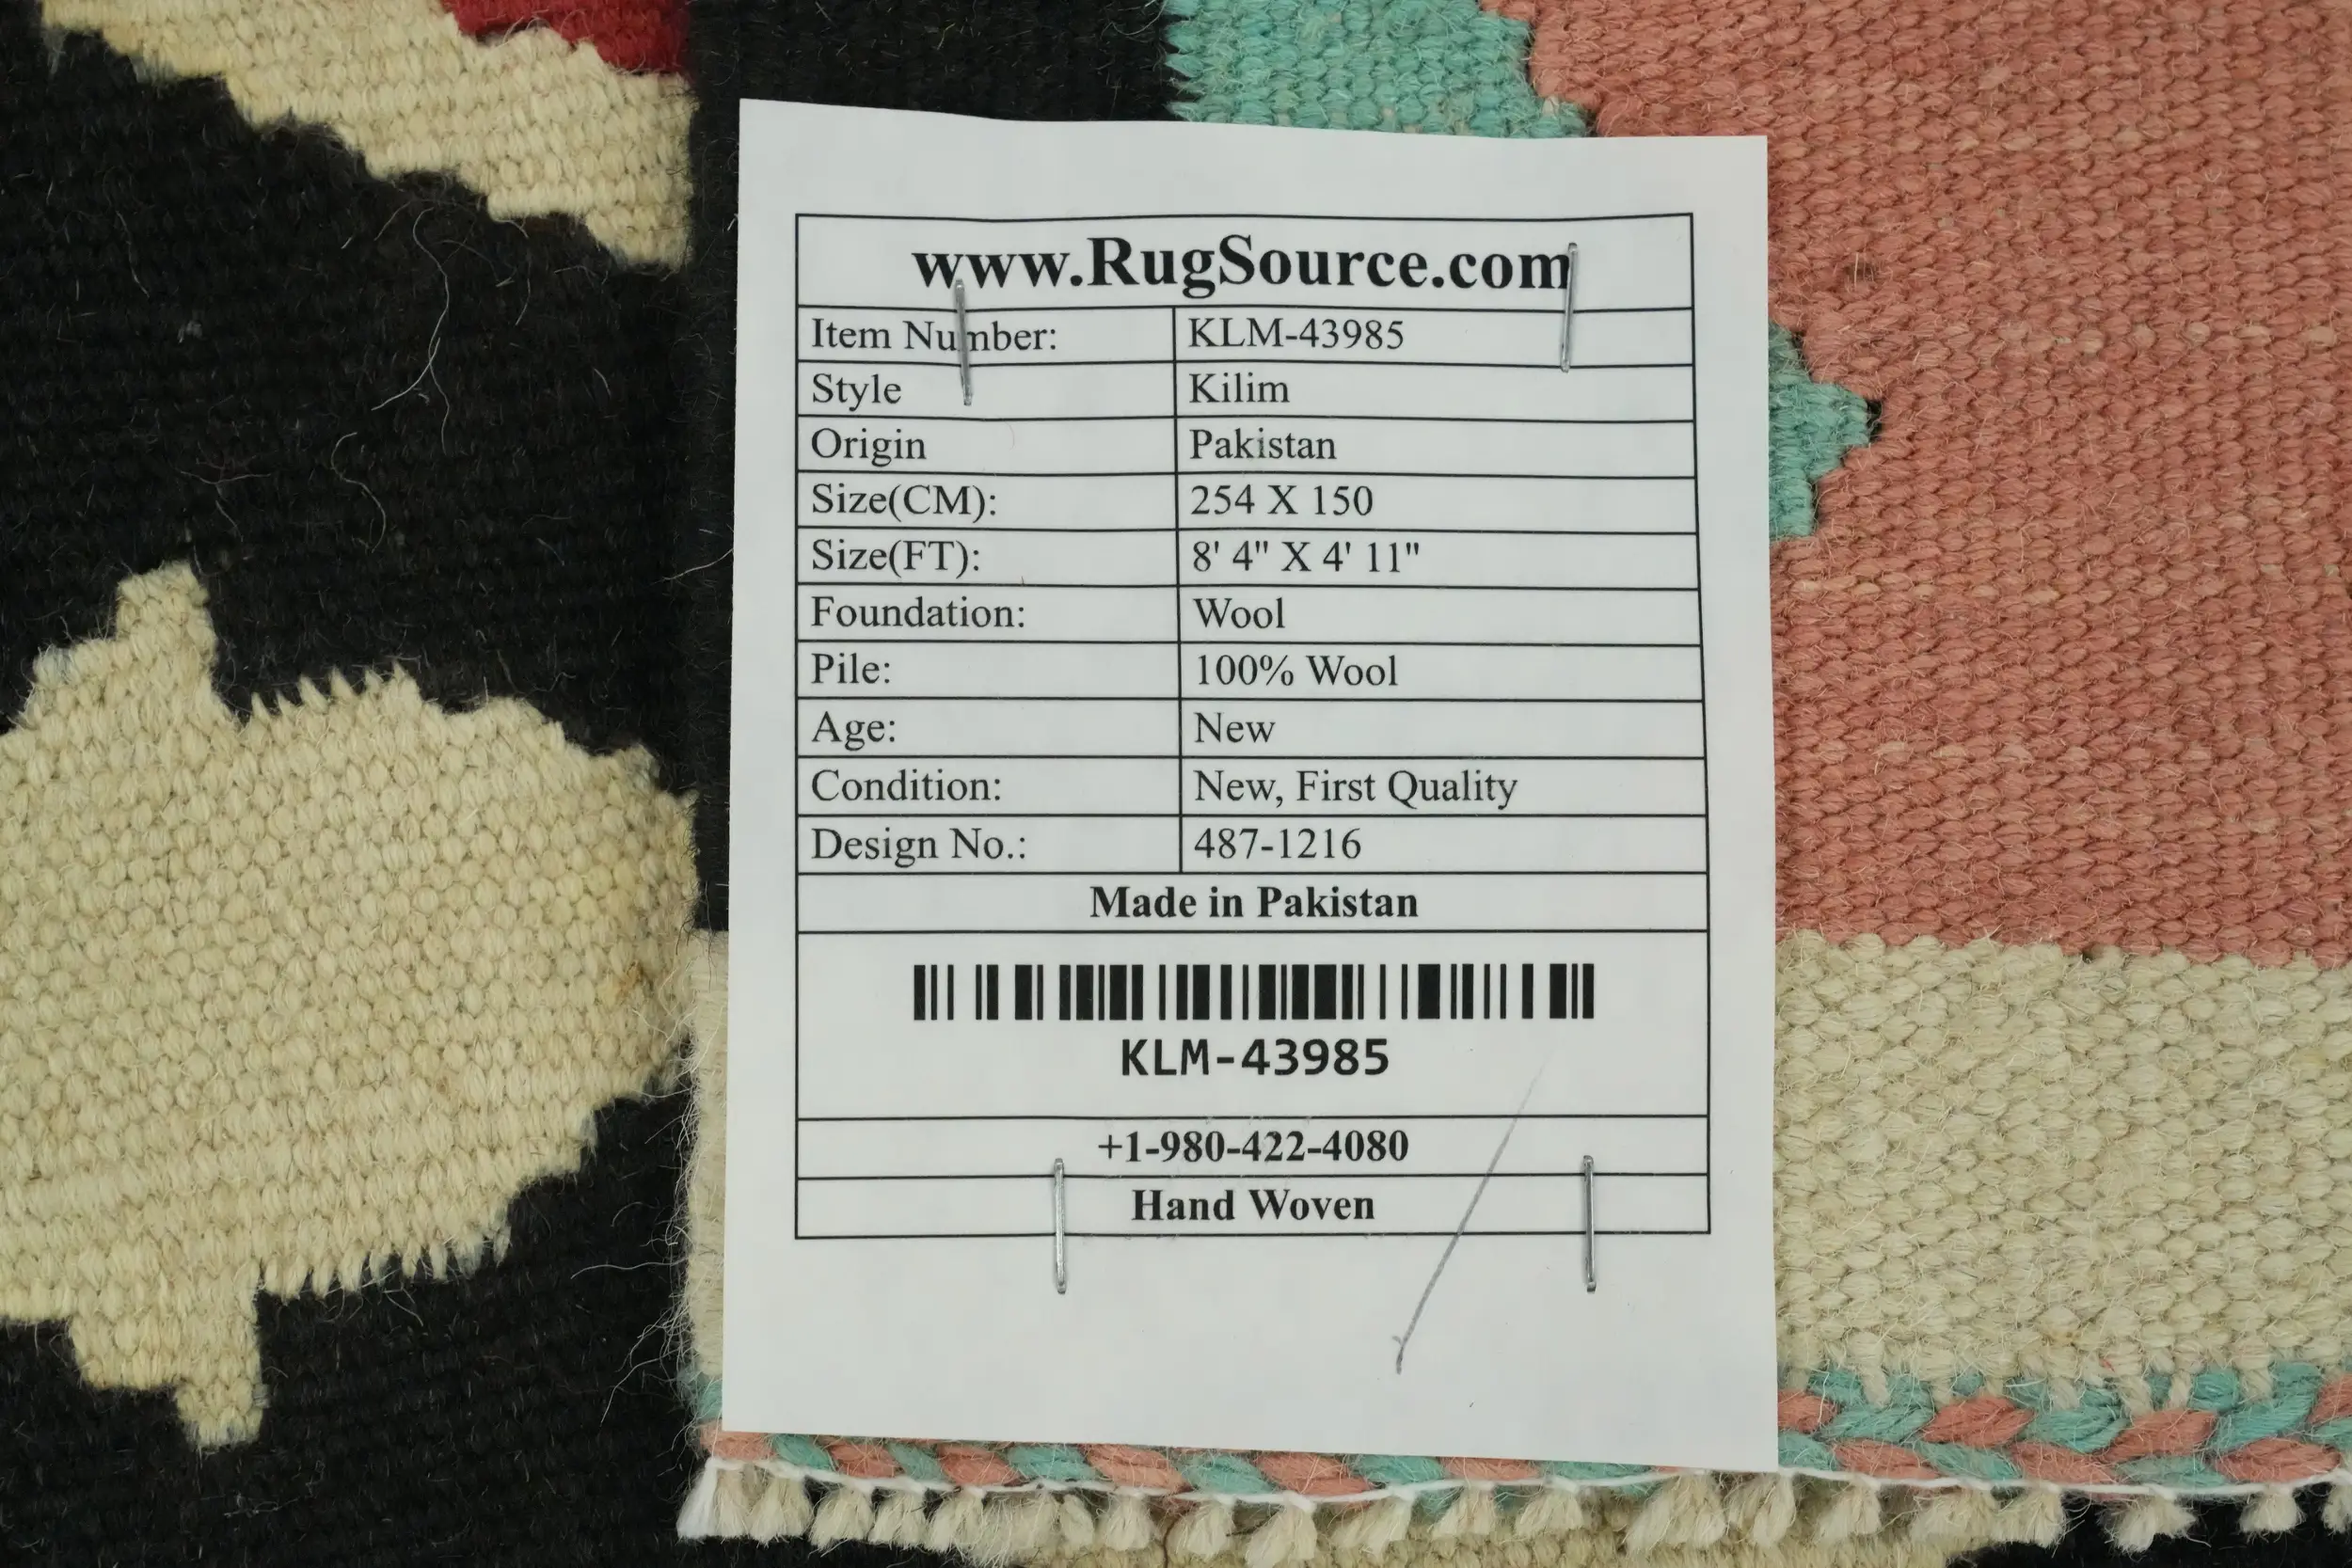 www.RugSource.com
Item Number: KLM-43985
Style Kilim
Origin Pakistan
Size(CM): 254 X 150
Size(FT): 8' 4" X 4' 11"
Foundation: Wool
Pile: 100% Wool
Age: New
Condition: New, First Quality
Design No.: 487-1216
Made in Pakistan
KLM-43985
+1-980-422-4080
Hand Woven